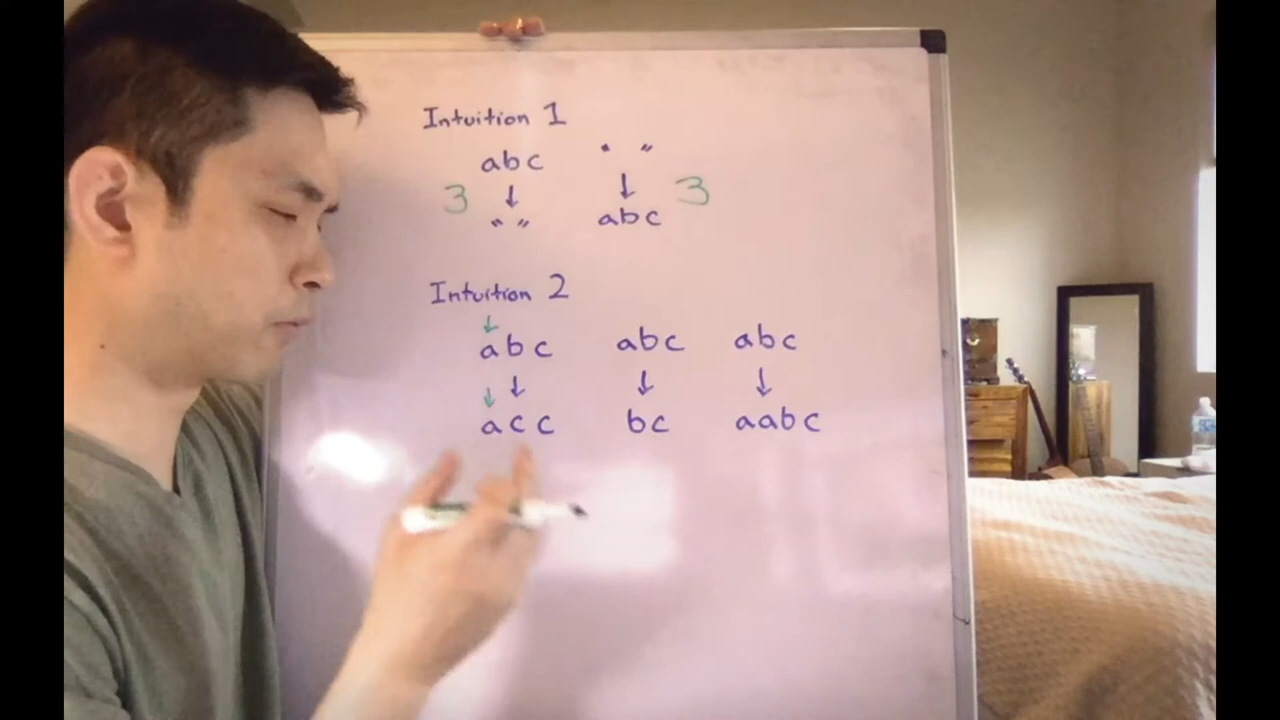 Intuition 1
abc " "
3 ↓ ↓ 3
" " abc
Intuition 2
↓
abc abc abc
↓ ↓ ↓ ↓
acc bc aabc